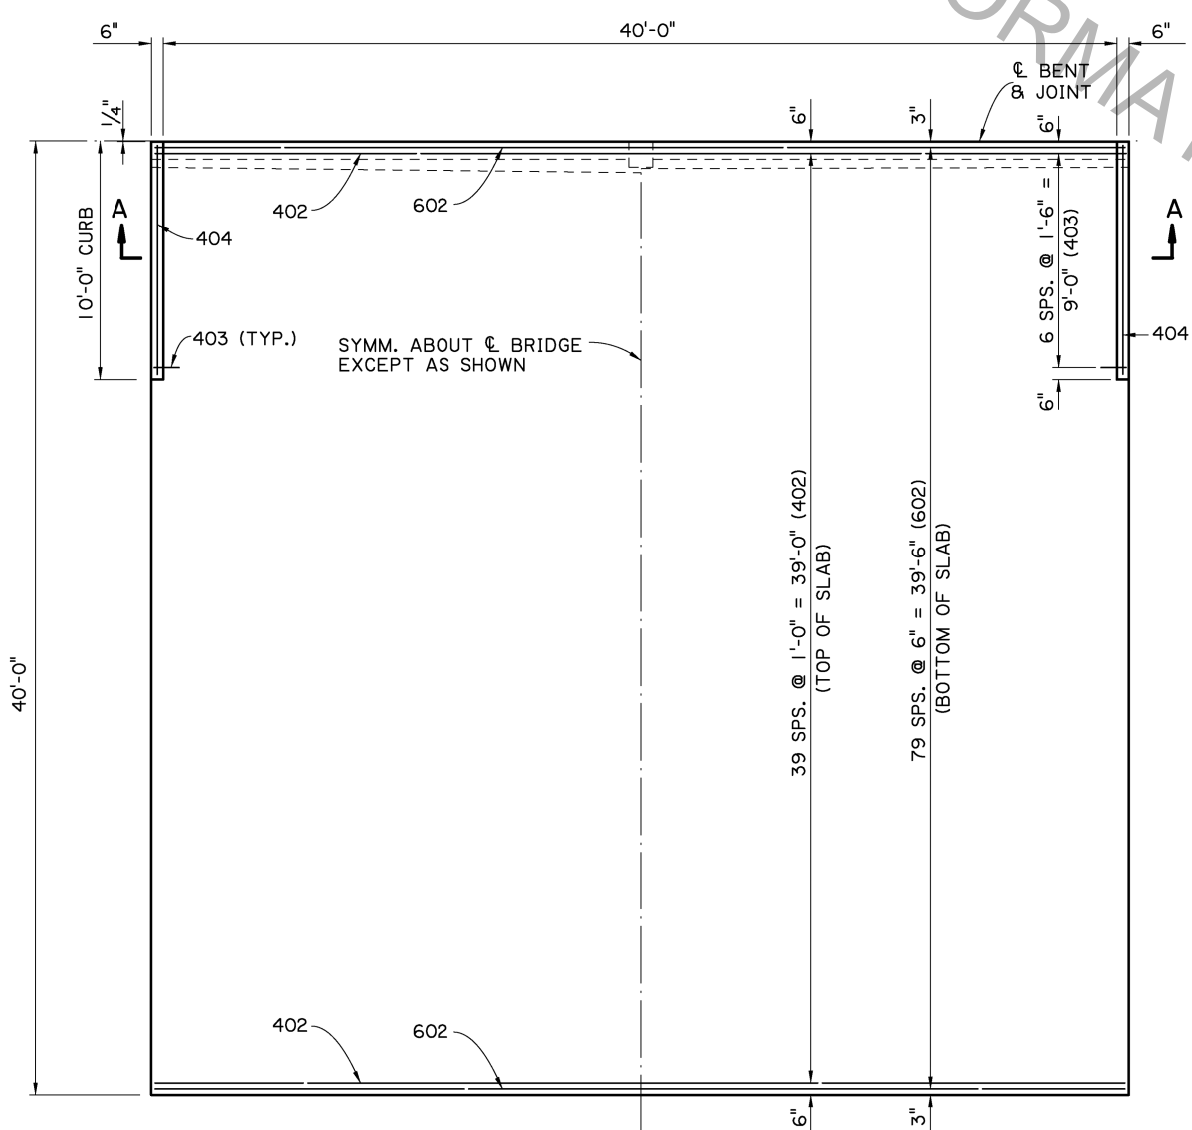 6"
40'-0"
6"
ORMA
℄ BENT
& JOINT
1/4"
6"
3"
6"
A
A
10'-0" CURB
402
602
404
6 SPS. @ 1'-6" =
9'-0" (403)
403 (TYP.)
SYMM. ABOUT ℄ BRIDGE
EXCEPT AS SHOWN
404
6"
39 SPS. @ 1'-0" = 39'-0" (402)
(TOP OF SLAB)
79 SPS. @ 6" = 39'-6" (602)
(BOTTOM OF SLAB)
40'-0"
402
602
6"
3"